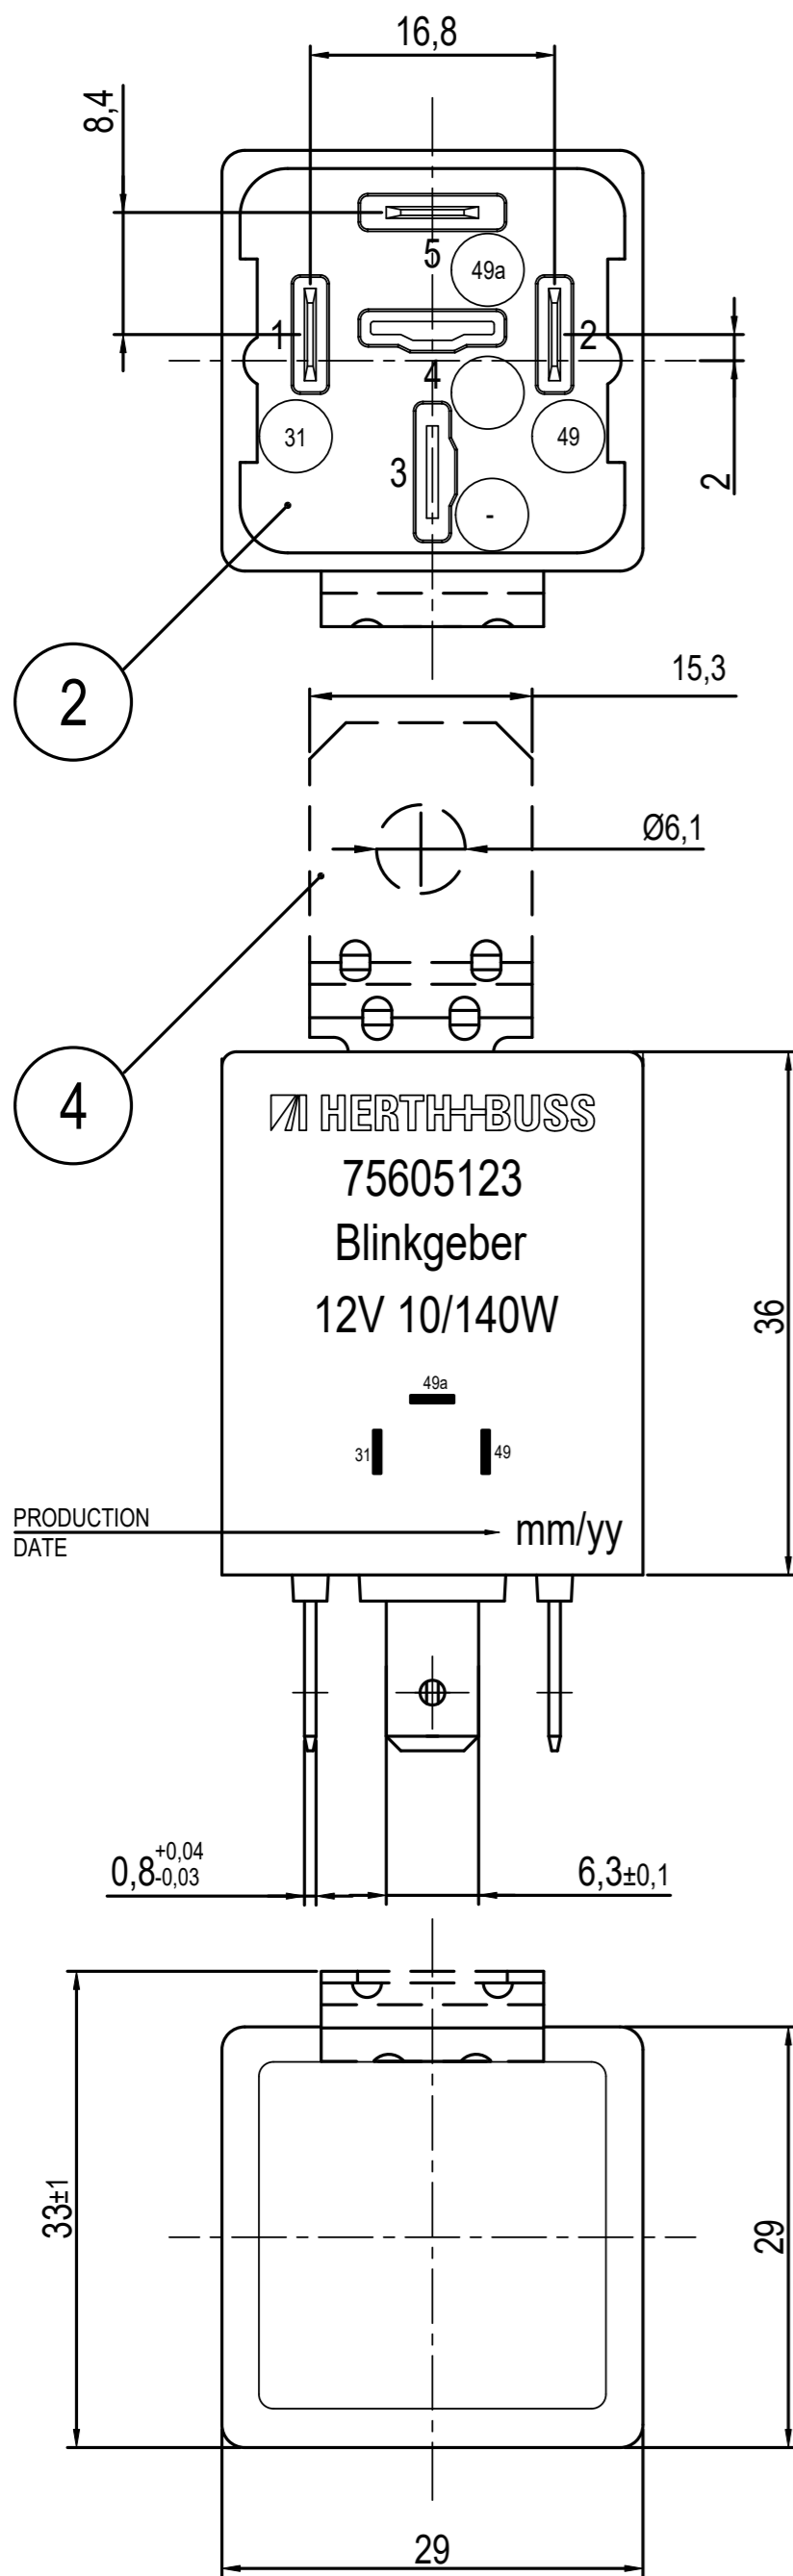 16,8
8,4
5
49a
1
2
4
31
49
3
-
2
2
15,3
Ø6,1
4
HERTH+BUSS
75605123
Blinkgeber
12V 10/140W
36
49a
31
49
PRODUCTION
DATE
mm/yy
0,8 +0,04 -0,03
6,3±0,1
33±1
29
29